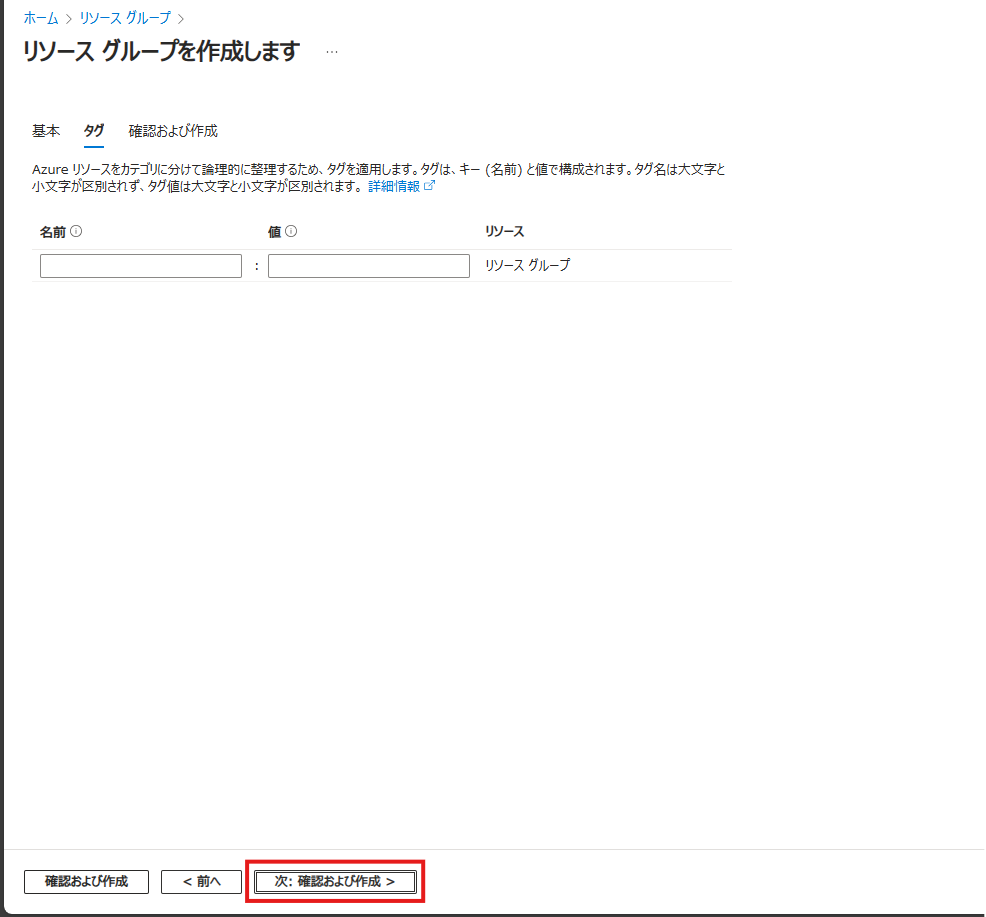 ホーム > リソース グループ >
リソース グループを作成します ...
基本 タグ 確認および作成
Azure リソースをカテゴリに分けて論理的に整理するため、タグを適用します。タグは、キー (名前) と値で構成されます。タグ名は大文字と
小文字が区別されず、タグ値は大文字と小文字が区別されます。 詳細情報
名前 値 リソース
: リソース グループ
確認および作成 < 前へ 次: 確認および作成 >